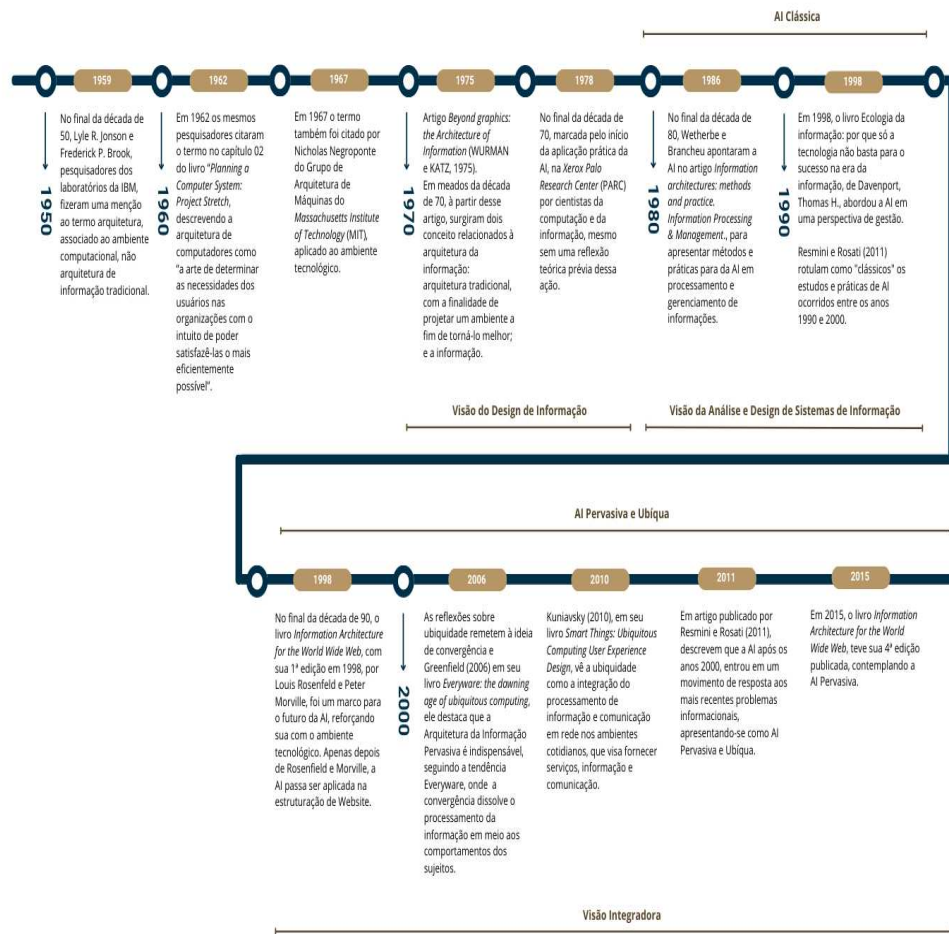 AI Clássica
1959
1962
1967
1975
1978
1986
1998
No final da década de
50, Lyle R. Jonson e
Frederick P. Brook,
pesquisadores dos
laboratórios da IBM,
fizeram uma menção
ao termo arquitetura,
associado ao ambiente
computacional, não
arquitetura de
informação tradicional.
1950
Em 1962 os mesmos
pesquisadores citaram
o termo no capítulo 02
do livro "Planning a
Computer System:
Project Stretch,
descrevendo a
arquitetura de
computadores como
"a arte de determinar
as necessidades dos
usuários nas
organizações com o
intuito de poder
satisfazê-las o mais
eficientemente
possível".
1960
Em 1967 o termo
também foi citado por
Nicholas Negroponte
do Grupo de
Arquitetura de
Máquinas do
Massachusetts Institute
of Technology (MIT),
aplicado ao ambiente
tecnológico.
Artigo Beyond graphics:
the Architecture of
Information (WURMAN
e KATZ, 1975).
Em meados da década
de 70, à partir desse
artigo, surgiram dois
conceito relacionados à
arquitetura da
informação:
arquitetura tradicional,
com a finalidade de
projetar um ambiente a
fim de torná-lo melhor;
e a informação.
1970
No final da década de
70, marcada pelo início
da aplicação prática da
AI, na Xerox Palo
Research Center (PARC)
por cientistas da
computação e da
informação, mesmo
sem uma reflexão
teórica prévia dessa
ação.
No final da década de
80, Wetherbe e
Brancheu apontaram a
AI no artigo Information
architectures: methods
and practice.
Information Processing
& Management., para
apresentar métodos e
práticas para da AI em
processamento e
gerenciamento de
informações.
1980
Em 1998, o livro Ecologia da
informação: por que só a
tecnologia não basta para o
sucesso na era da
informação, de Davenport,
Thomas H., abordou a AI em
uma perspectiva de gestão.
Resmini e Rosati (2011)
rotulam como "clássicos" os
estudos e práticas de AI
ocorridos entre os anos
1990 e 2000.
1990
Visão do Design de Informação
Visão da Análise e Design de Sistemas de Informação
AI Pervasiva e Ubíqua
1998
2006
2010
2011
2015
No final da década de 90, o
livro Information Architecture
for the World Wide Web, com
sua 1ª edição em 1998, por
Louis Rosenfeld e Peter
Morville, foi um marco para
o futuro da AI, reforçando
sua com o ambiente
tecnológico. Apenas depois
de Rosenfield e Morville, a
AI passa ser aplicada na
estruturação de Website.
2000
As reflexões sobre
ubiquidade remetem à ideia
de convergência e
Greenfield (2006) em seu
livro Everyware: the dawning
age of ubiquitous computing,
ele destaca que a
Arquitetura da Informação
Pervasiva é indispensável,
seguindo a tendência
Everyware, onde a
convergência dissolve o
processamento da
informação em meio aos
comportamentos dos
sujeitos.
Kuniavsky (2010), em seu
livro Smart Things: Ubiquitous
Computing User Experience
Design, vê a ubiquidade
como a integração do
processamento de
informação e comunicação
em rede nos ambientes
cotidianos, que visa fornecer
serviços, informação e
comunicação.
Em artigo publicado por
Resmini e Rosati (2011),
descrevem que a AI após os
anos 2000, entrou em um
movimento de resposta aos
mais recentes problemas
informacionais,
apresentando-se como AI
Pervasiva e Ubíqua.
Em 2015, o livro Information
Architecture for the World
Wide Web, teve sua 4ª edição
publicada, contemplando a
AI Pervasiva.
Visão Integradora